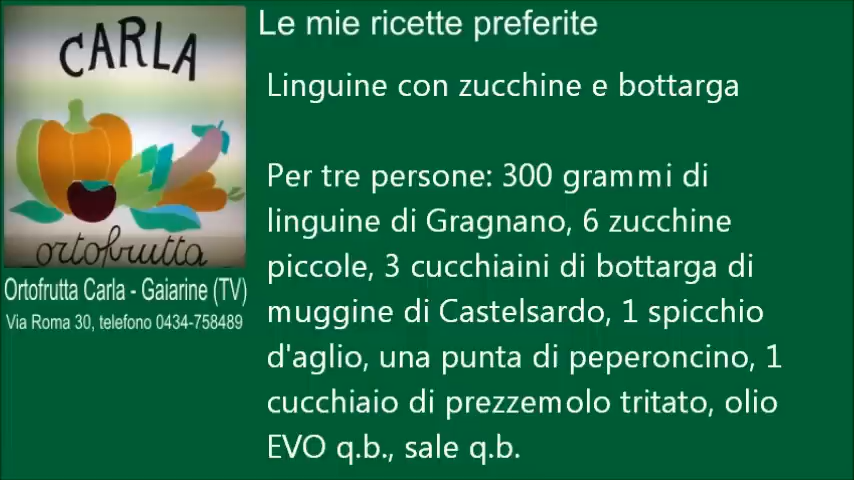 CARLA
ortofrutta
Ortofrutta Carla - Gaiarine (TV)
Via Roma 30, telefono 0434-758489
Le mie ricette preferite
Linguine con zucchine e bottarga
Per tre persone: 300 grammi di
linguine di Gragnano, 6 zucchine
piccole, 3 cucchiaini di bottarga di
muggine di Castelsardo, 1 spicchio
d'aglio, una punta di peperoncino, 1
cucchiaio di prezzemolo tritato, olio
EVO q.b., sale q.b.